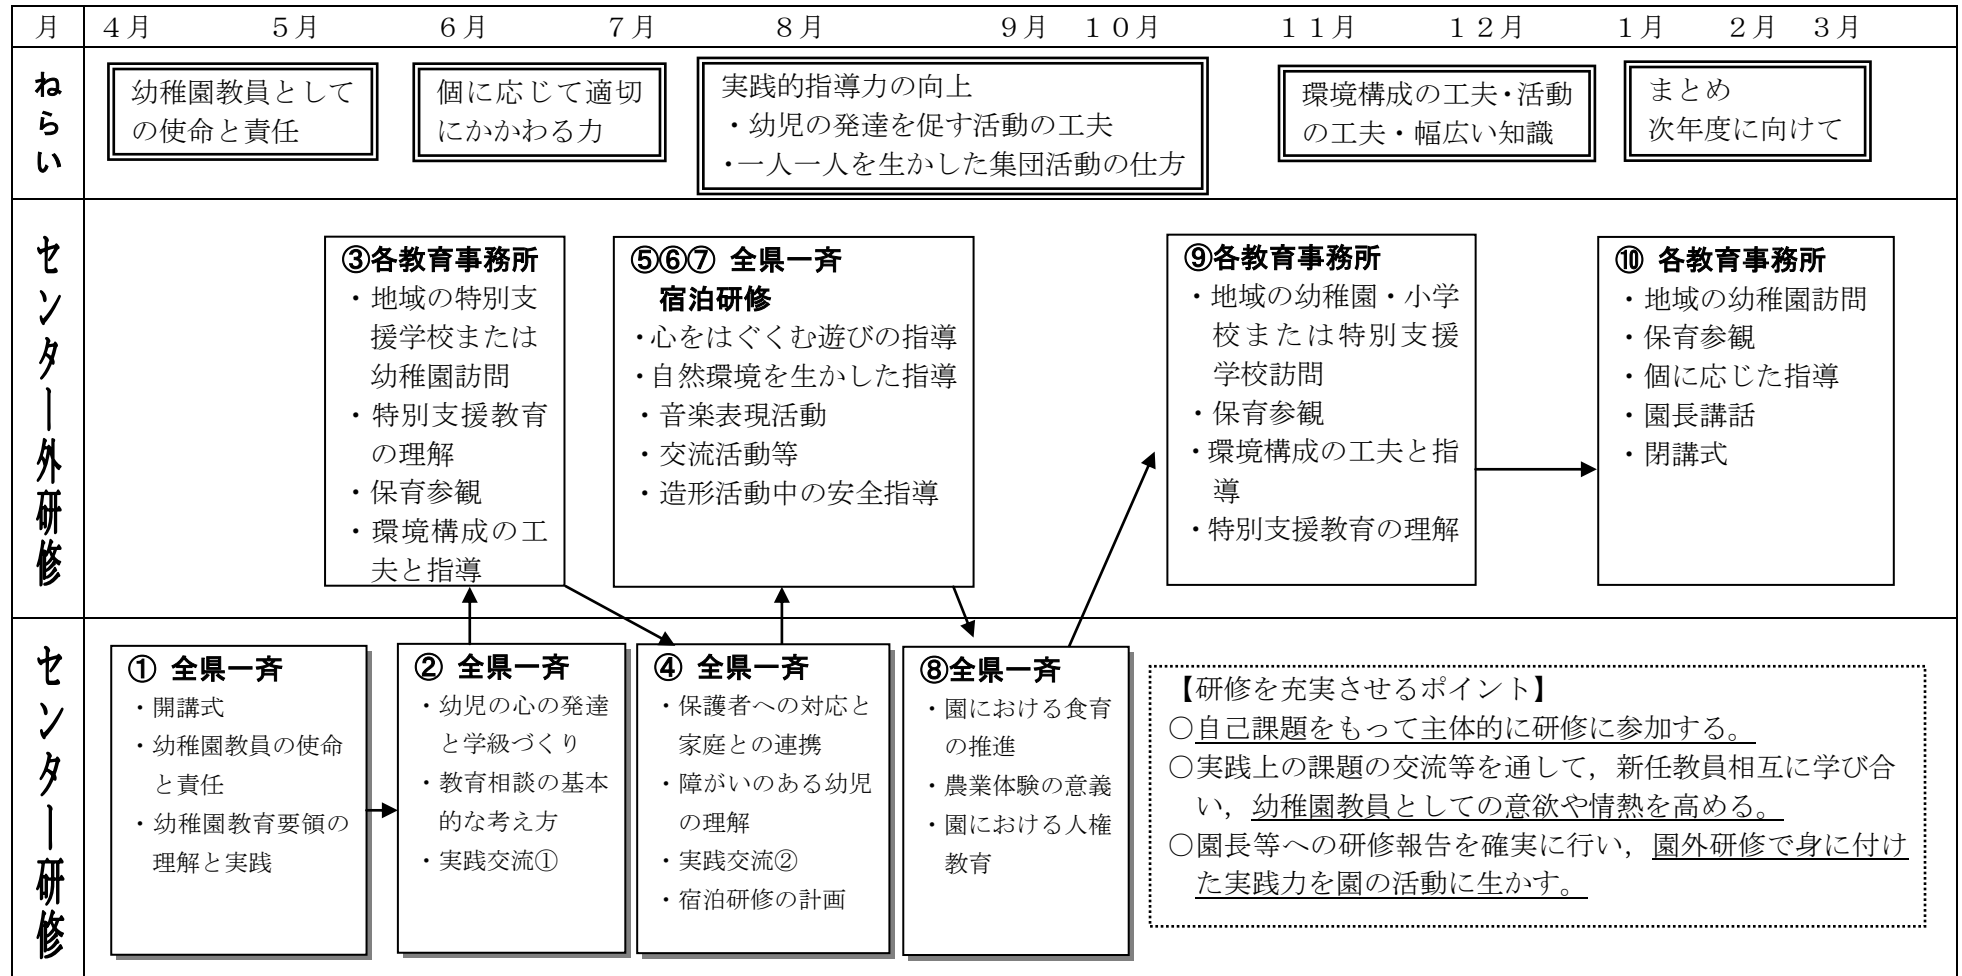 月 4月 5月 6月 7月 8月 9月 10月 11月 12月 1月 2月 3月
ねらい
幼稚園教員として
の使命と責任
個に応じて適切
にかかわる力
実践的指導力の向上
・幼児の発達を促す活動の工夫
・一人一人を生かした集団活動の仕方
環境構成の工夫・活動
の工夫・幅広い知識
まとめ
次年度に向けて
センター外研修
③各教育事務所
・地域の特別支
援学校または
幼稚園訪問
・特別支援教育
の理解
・保育参観
・環境構成の工
夫と指導
⑤⑥⑦ 全県一斉
宿泊研修
・心をはぐくむ遊びの指導
・自然環境を生かした指導
・音楽表現活動
・交流活動等
・造形活動中の安全指導
⑨各教育事務所
・地域の幼稚園・小学
校または特別支援
学校訪問
・保育参観
・環境構成の工夫と指
導
・特別支援教育の理解
⑩ 各教育事務所
・地域の幼稚園訪問
・保育参観
・個に応じた指導
・園長講話
・閉講式
センター研修
① 全県一斉
・開講式
・幼稚園教員の使命
と責任
・幼稚園教育要領の
理解と実践
② 全県一斉
・幼児の心の発達
と学級づくり
・教育相談の基本
的な考え方
・実践交流①
④ 全県一斉
・保護者への対応と
家庭との連携
・障がいのある幼児
の理解
・実践交流②
・宿泊研修の計画
⑧全県一斉
・園における食育
の推進
・農業体験の意義
・園における人権
教育
【研修を充実させるポイント】
○自己課題をもって主体的に研修に参加する。
○実践上の課題の交流等を通して，新任教員相互に学び合
い，幼稚園教員としての意欲や情熱を高める。
○園長等への研修報告を確実に行い，園外研修で身に付け
た実践力を園の活動に生かす。